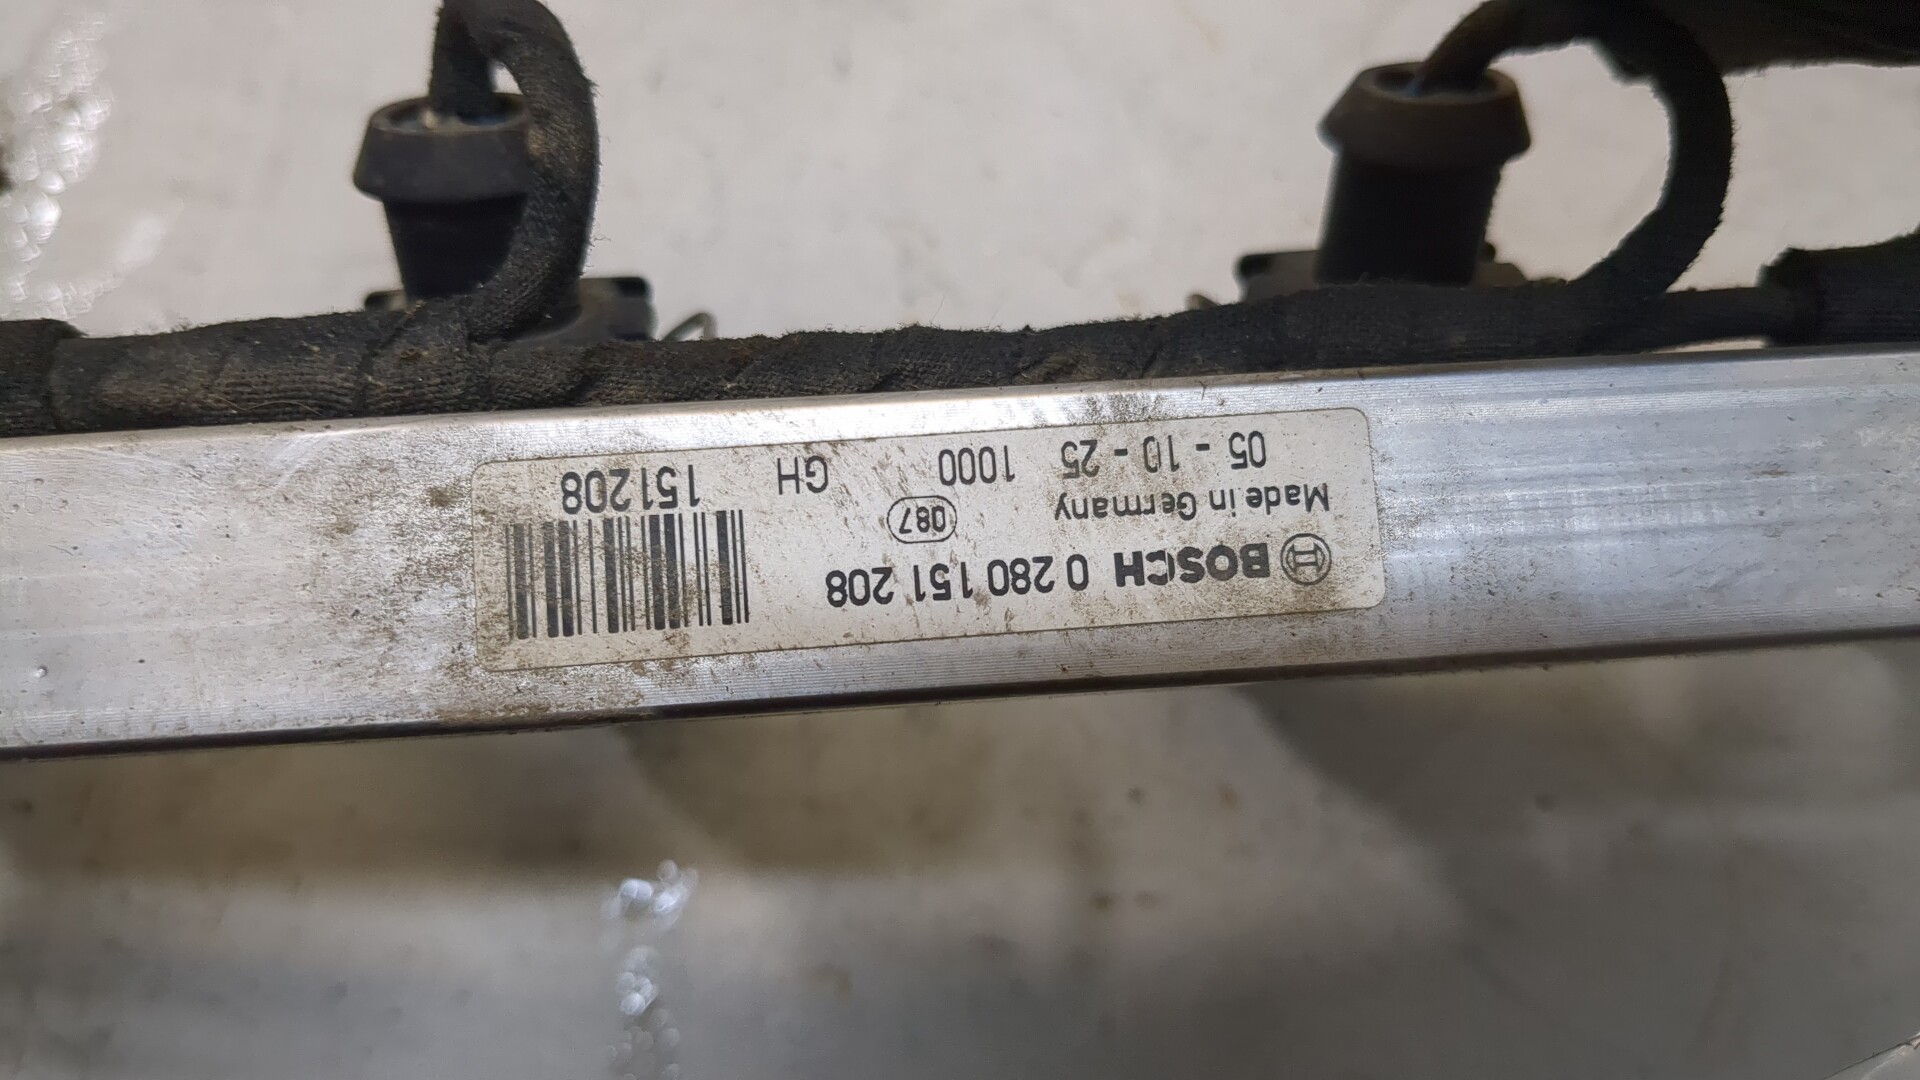 BOSCH 0 280 151 208
Made in Germany 087
05 - 10 - 25 1000 GH 151208